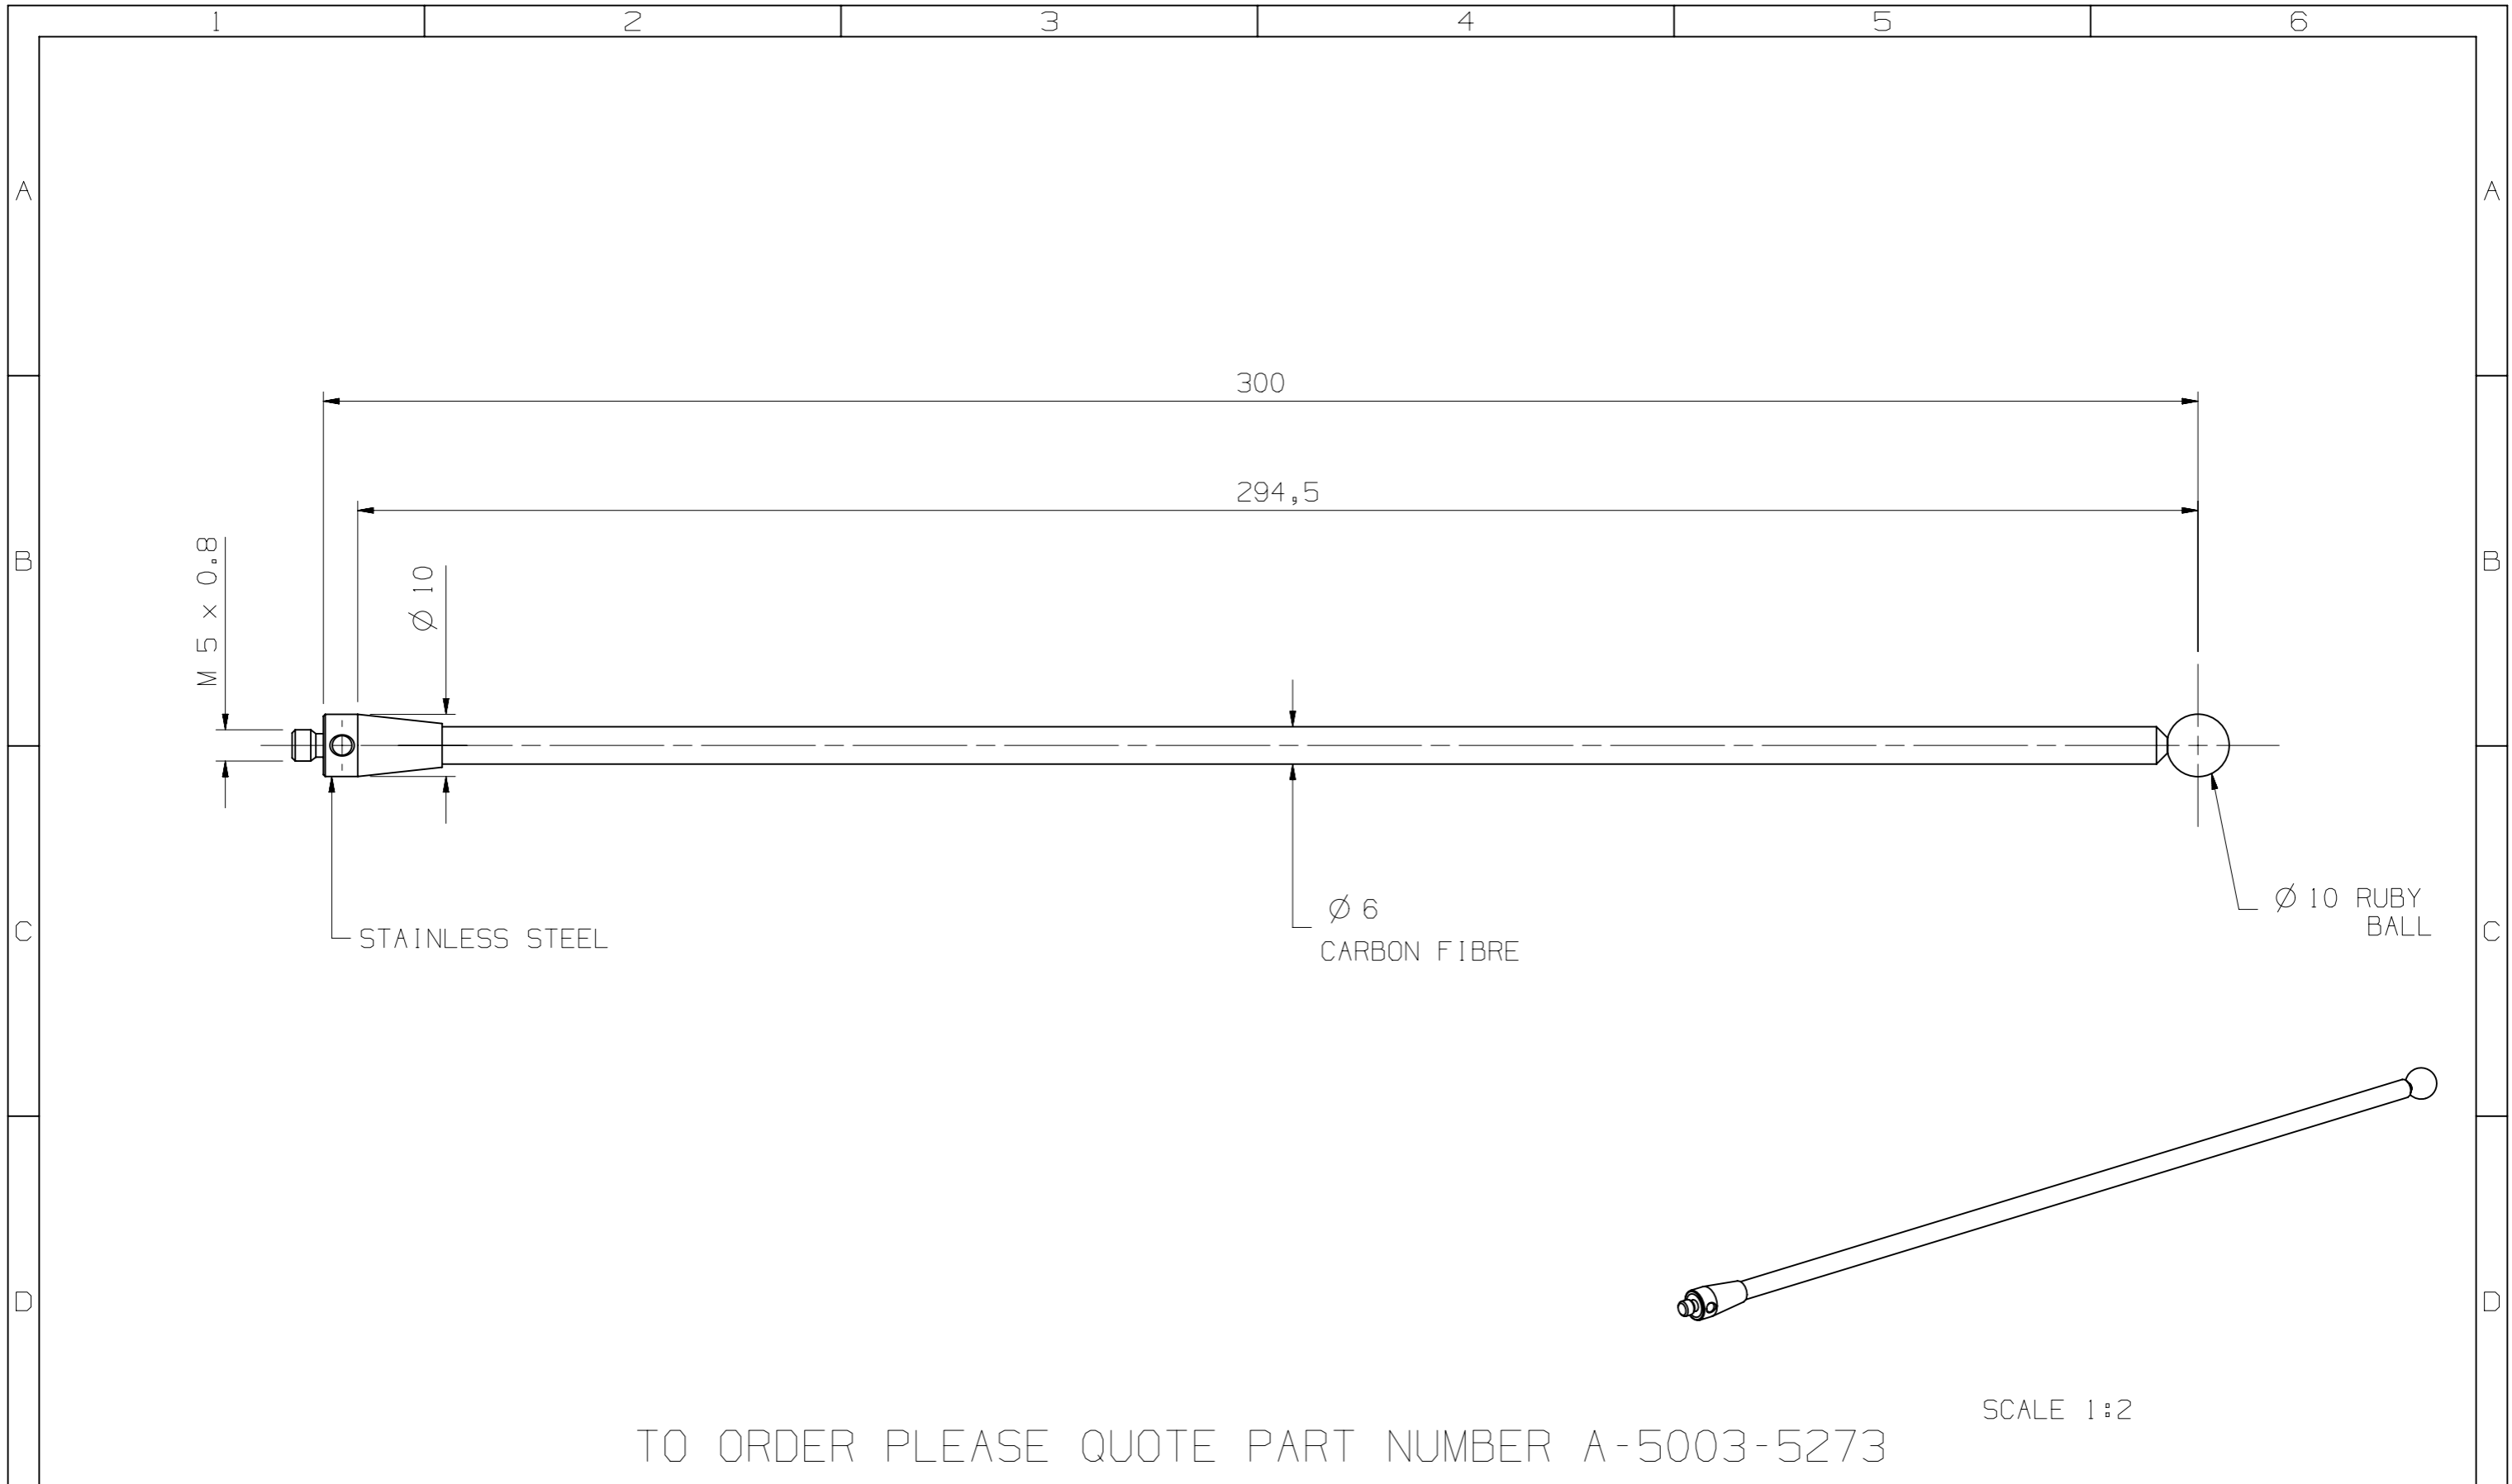 1 2 3 4 5 6
A A
300
294,5
B B
M 5 x 0.8
Ø 10
Ø 6
CARBON FIBRE
Ø 10 RUBY
BALL
STAINLESS STEEL
C C
D D
SCALE 1:2
TO ORDER PLEASE QUOTE PART NUMBER A-5003-5273